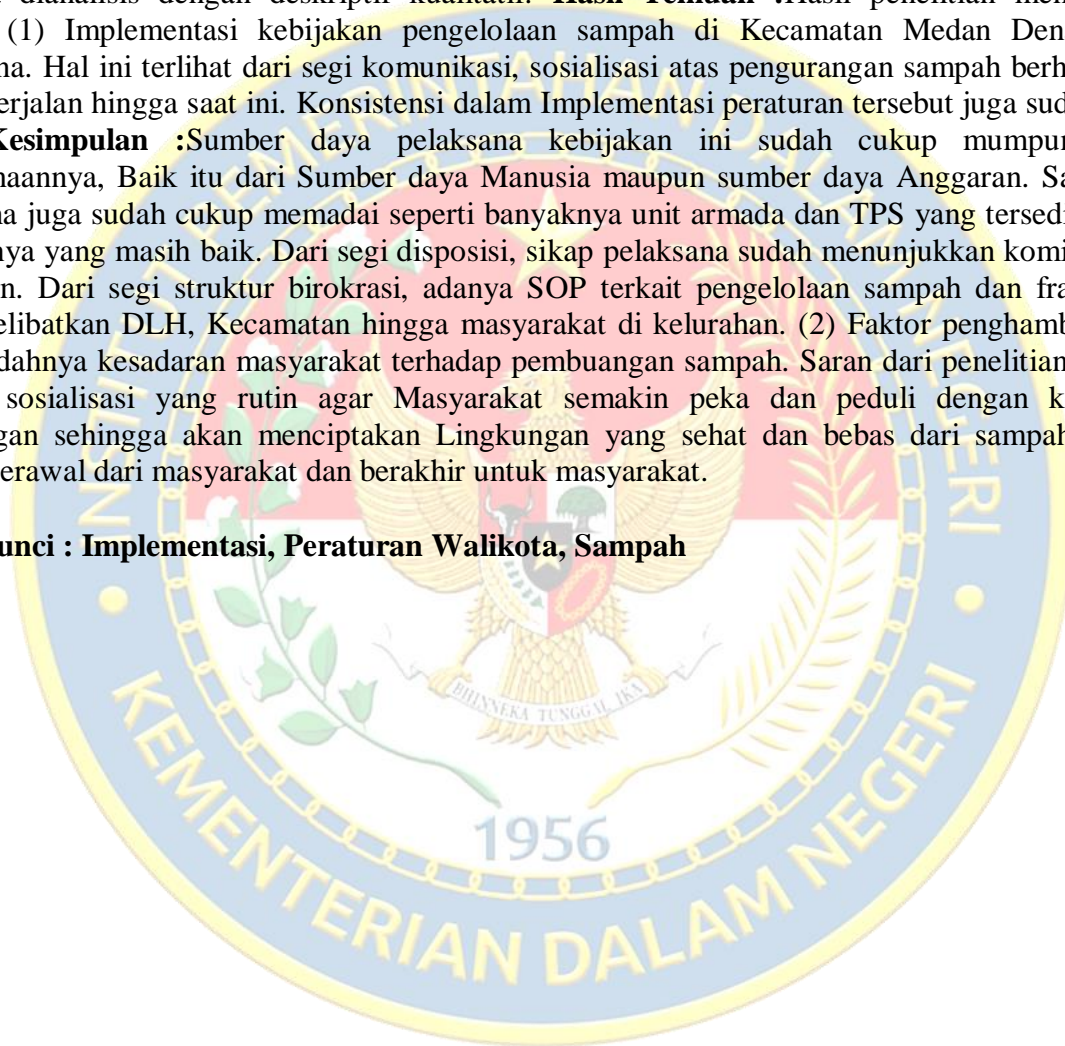 dianalisis dengan deskriptif kualitatif. Hasil Temuan :Hasil penelitian
(1) Implementasi kebijakan pengelolaan sampah di Kecamatan Medan
Hal ini terlihat dari segi komunikasi, sosialisasi atas pengurangan sampah
erjalan hingga saat ini. Konsistensi dalam Implementasi peraturan tersebut juga
Kesimpulan :Sumber daya pelaksana kebijakan ini sudah cukup mumpun
naannya, Baik itu dari Sumber daya Manusia maupun sumber daya Anggaran.
na juga sudah cukup memadai seperti banyaknya unit armada dan TPS yang tersedi
nya yang masih baik. Dari segi disposisi, sikap pelaksana sudah menunjukkan komi
n. Dari segi struktur birokrasi, adanya SOP terkait pengelolaan sampah dan fra
elibatkan DLH, Kecamatan hingga masyarakat di kelurahan. (2) Faktor penghamb
dahnya kesadaran masyarakat terhadap pembuangan sampah. Saran dari penelitian
sosialisasi yang rutin agar Masyarakat semakin peka dan peduli dengan k
gan sehingga akan menciptakan Lingkungan yang sehat dan bebas dari sampah
erawal dari masyarakat dan berakhir untuk masyarakat.
unci : Implementasi, Peraturan Walikota, Sampah
INSTITUT PEMERINTAHAN DALAM NEGERI
BHINNEKA TUNGGAL IKA
1956
KEMENTERIAN DALAM NEGERI